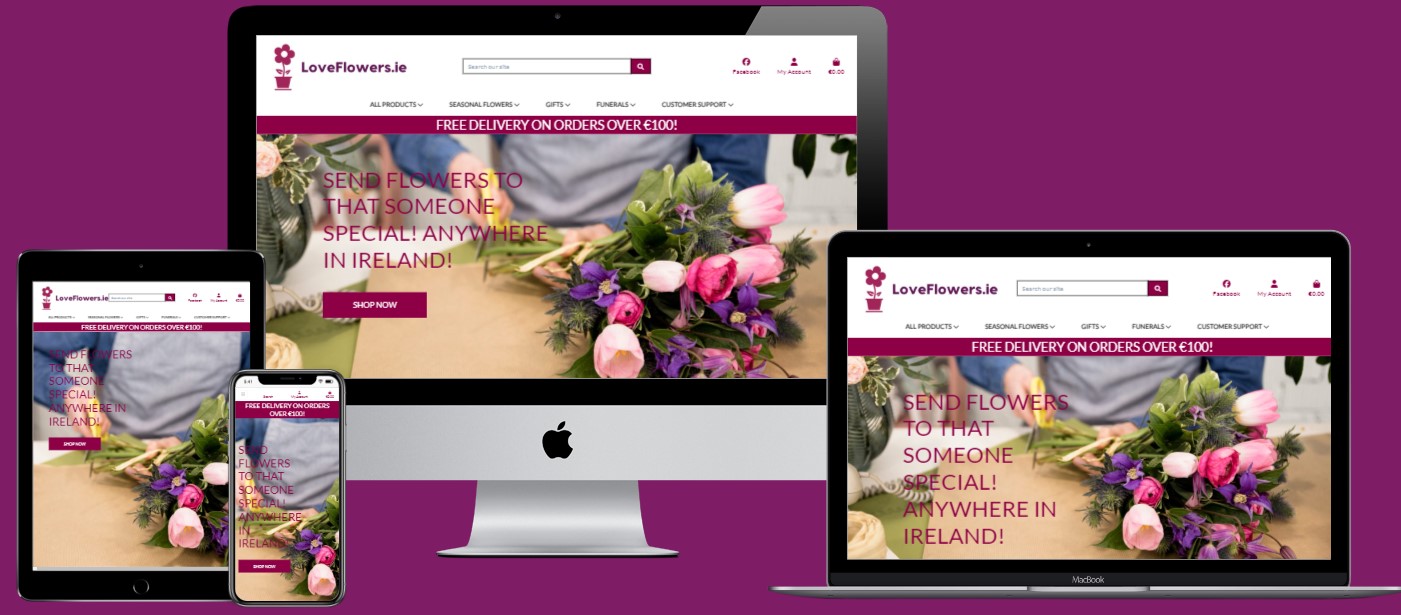 LoveFlowers.ie
Search our site
Facebook
My Account
€0.00
ALL PRODUCTS
SEASONAL FLOWERS
GIFTS
FUNERALS
CUSTOMER SUPPORT
FREE DELIVERY ON ORDERS OVER €100!
SEND FLOWERS TO
THAT SOMEONE
SPECIAL! ANYWHERE
IN IRELAND!
SHOP NOW
LoveFlowers.ie
Search our site
Facebook
My Account
€0.00
ALL PRODUCTS
SEASONAL FLOWERS
GIFTS
FUNERALS
CUSTOMER SUPPORT
FREE DELIVERY ON ORDERS OVER €100!
SEND FLOWERS
TO THAT
SOMEONE
SPECIAL!
ANYWHERE IN
IRELAND!
SHOP NOW
5:41
Search
FREE DELIVERY ON ORDERS
OVER €100!
SEND
FLOWERS
TO THAT
SOMEONE
SPECIAL!
ANYWHERE
IN
IRELAND!
SHOP NOW
LoveFlowers.ie
Search our site
Facebook
My Account
€0.00
ALL PRODUCTS
SEASONAL FLOWERS
GIFTS
FUNERALS
CUSTOMER SUPPORT
FREE DELIVERY ON ORDERS OVER €100!
SEND FLOWERS
TO THAT
SOMEONE
SPECIAL!
ANYWHERE IN
IRELAND!
MacBook